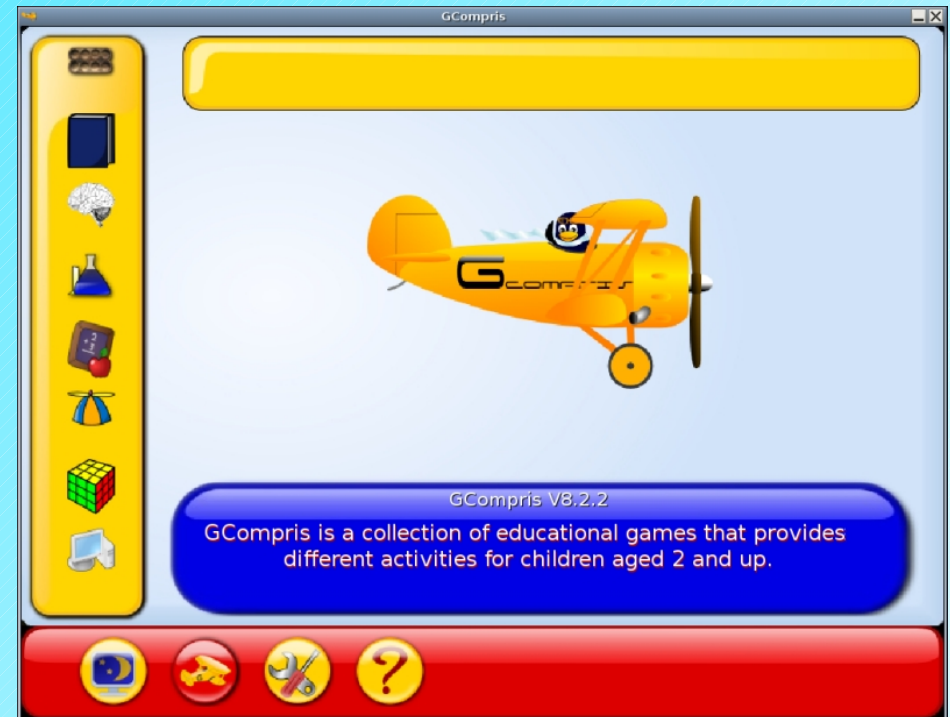 GCompris
Gcompris
GCompris V8.2.2
GCompris is a collection of educational games that provides
different activities for children aged 2 and up.
?